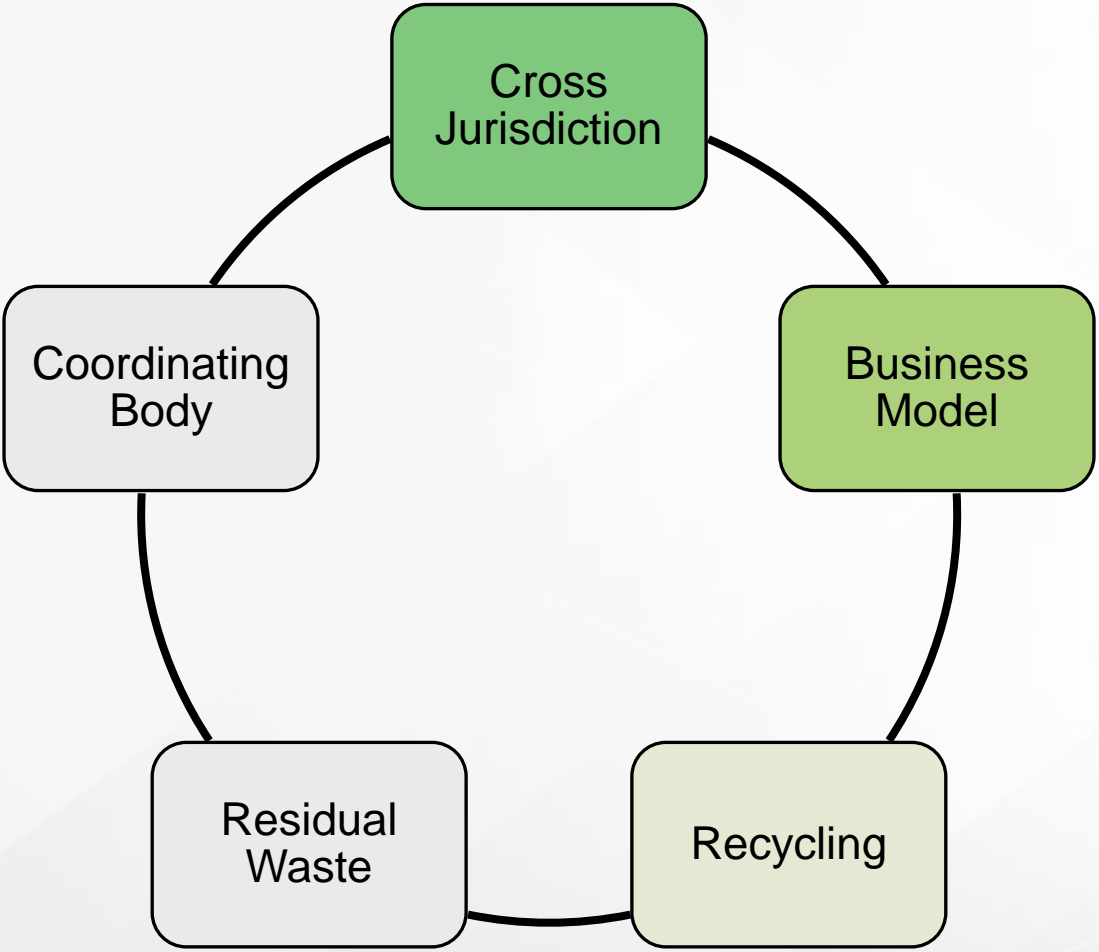 Cross
Jurisdiction
Business
Model
Recycling
Residual
Waste
Coordinating
Body